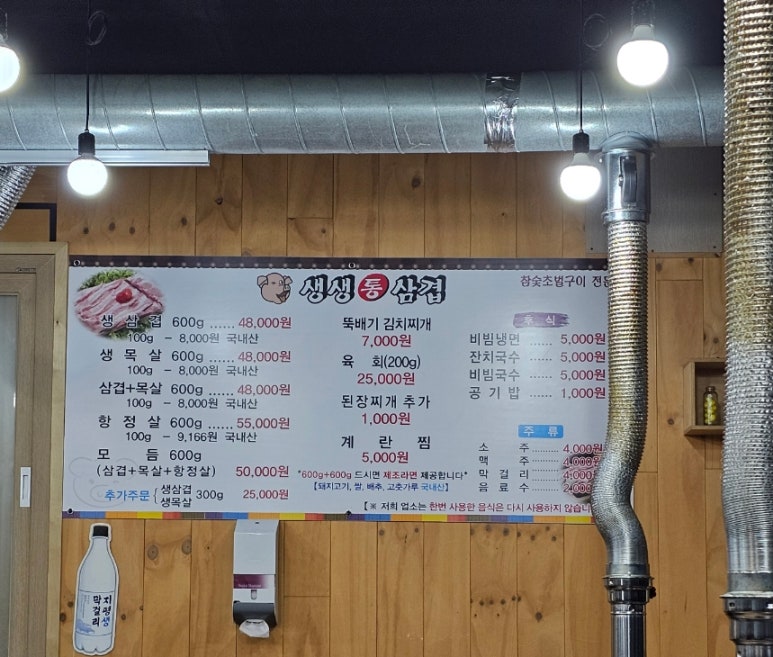 생생통삼겹
참숯초벌구이 전문
생삼겹 600g ...... 48,000원
100g – 8,000원 국내산
생목살 600g ...... 48,000원
100g – 8,000원 국내산
삼겹+목살 600g ...... 48,000원
100g – 8,000원 국내산
항정살 600g ...... 55,000원
100g – 9,166원 국내산
모듬 600g
(삼겹+목살+항정살) 50,000원
추가주문 { 생삼겹 생목살 300g 25,000원
뚝배기 김치찌개
7,000원
육 회(200g)
25,000원
된장찌개 추가
1,000원
계란찜
5,000원
*600g+600g 드시면 제조라면 제공합니다*
【돼지고기, 쌀, 배추, 고춧가루 국내산】
후식
비빔냉면 ...... 5,000원
잔치국수 ...... 5,000원
비빔국수 ...... 5,000원
공기밥 ...... 1,000원
주류
소주 ...... 4,000원
맥주 ...... 4,000원
막걸리 ...... 4,000원
음료수 ......
【※ 저희 업소는 한번 사용한 음식은 다시 사용하지 않습니
지평생
막걸리